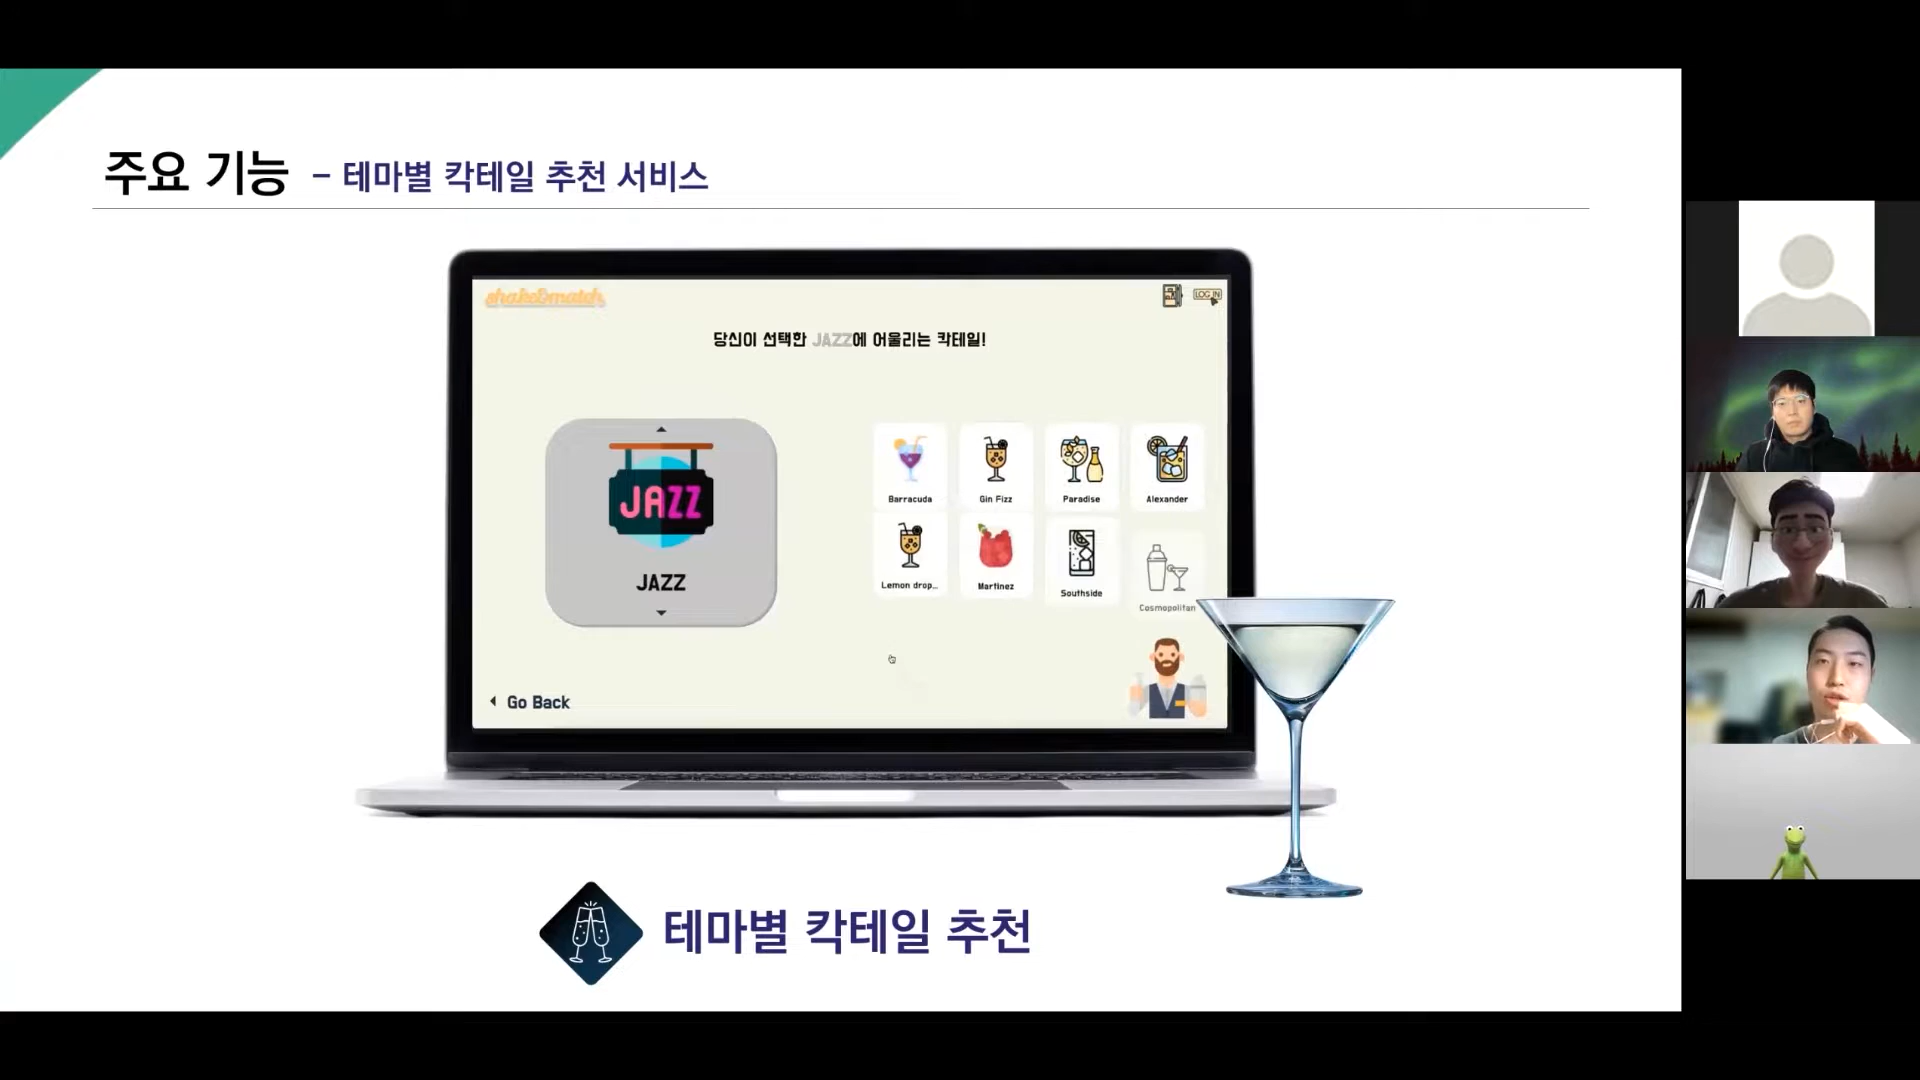 주요 기능 – 테마별 칵테일 추천 서비스
shake&match
LOG IN
당신이 선택한 JAZZ에 어울리는 칵테일!
JAZZ
JAZZ
Barracuda
Gin Fizz
Paradise
Alexander
Lemon drop...
Martinez
Southside
Cosmopolitan
Go Back
테마별 칵테일 추천